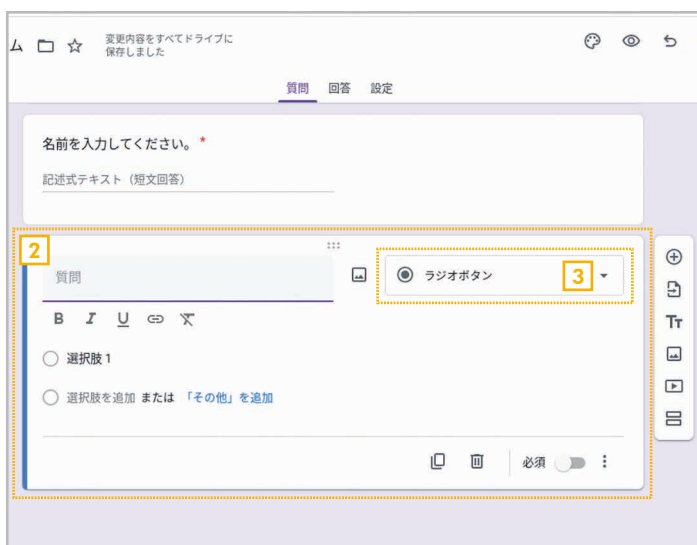 ム 変更内容をすべてドライブに
保存しました
質問 回答 設定
名前を入力してください。 *
記述式テキスト（短文回答）
2
質問
ラジオボタン 3
B I U
選択肢 1
選択肢を追加 または 「その他」を追加
必須
Tт